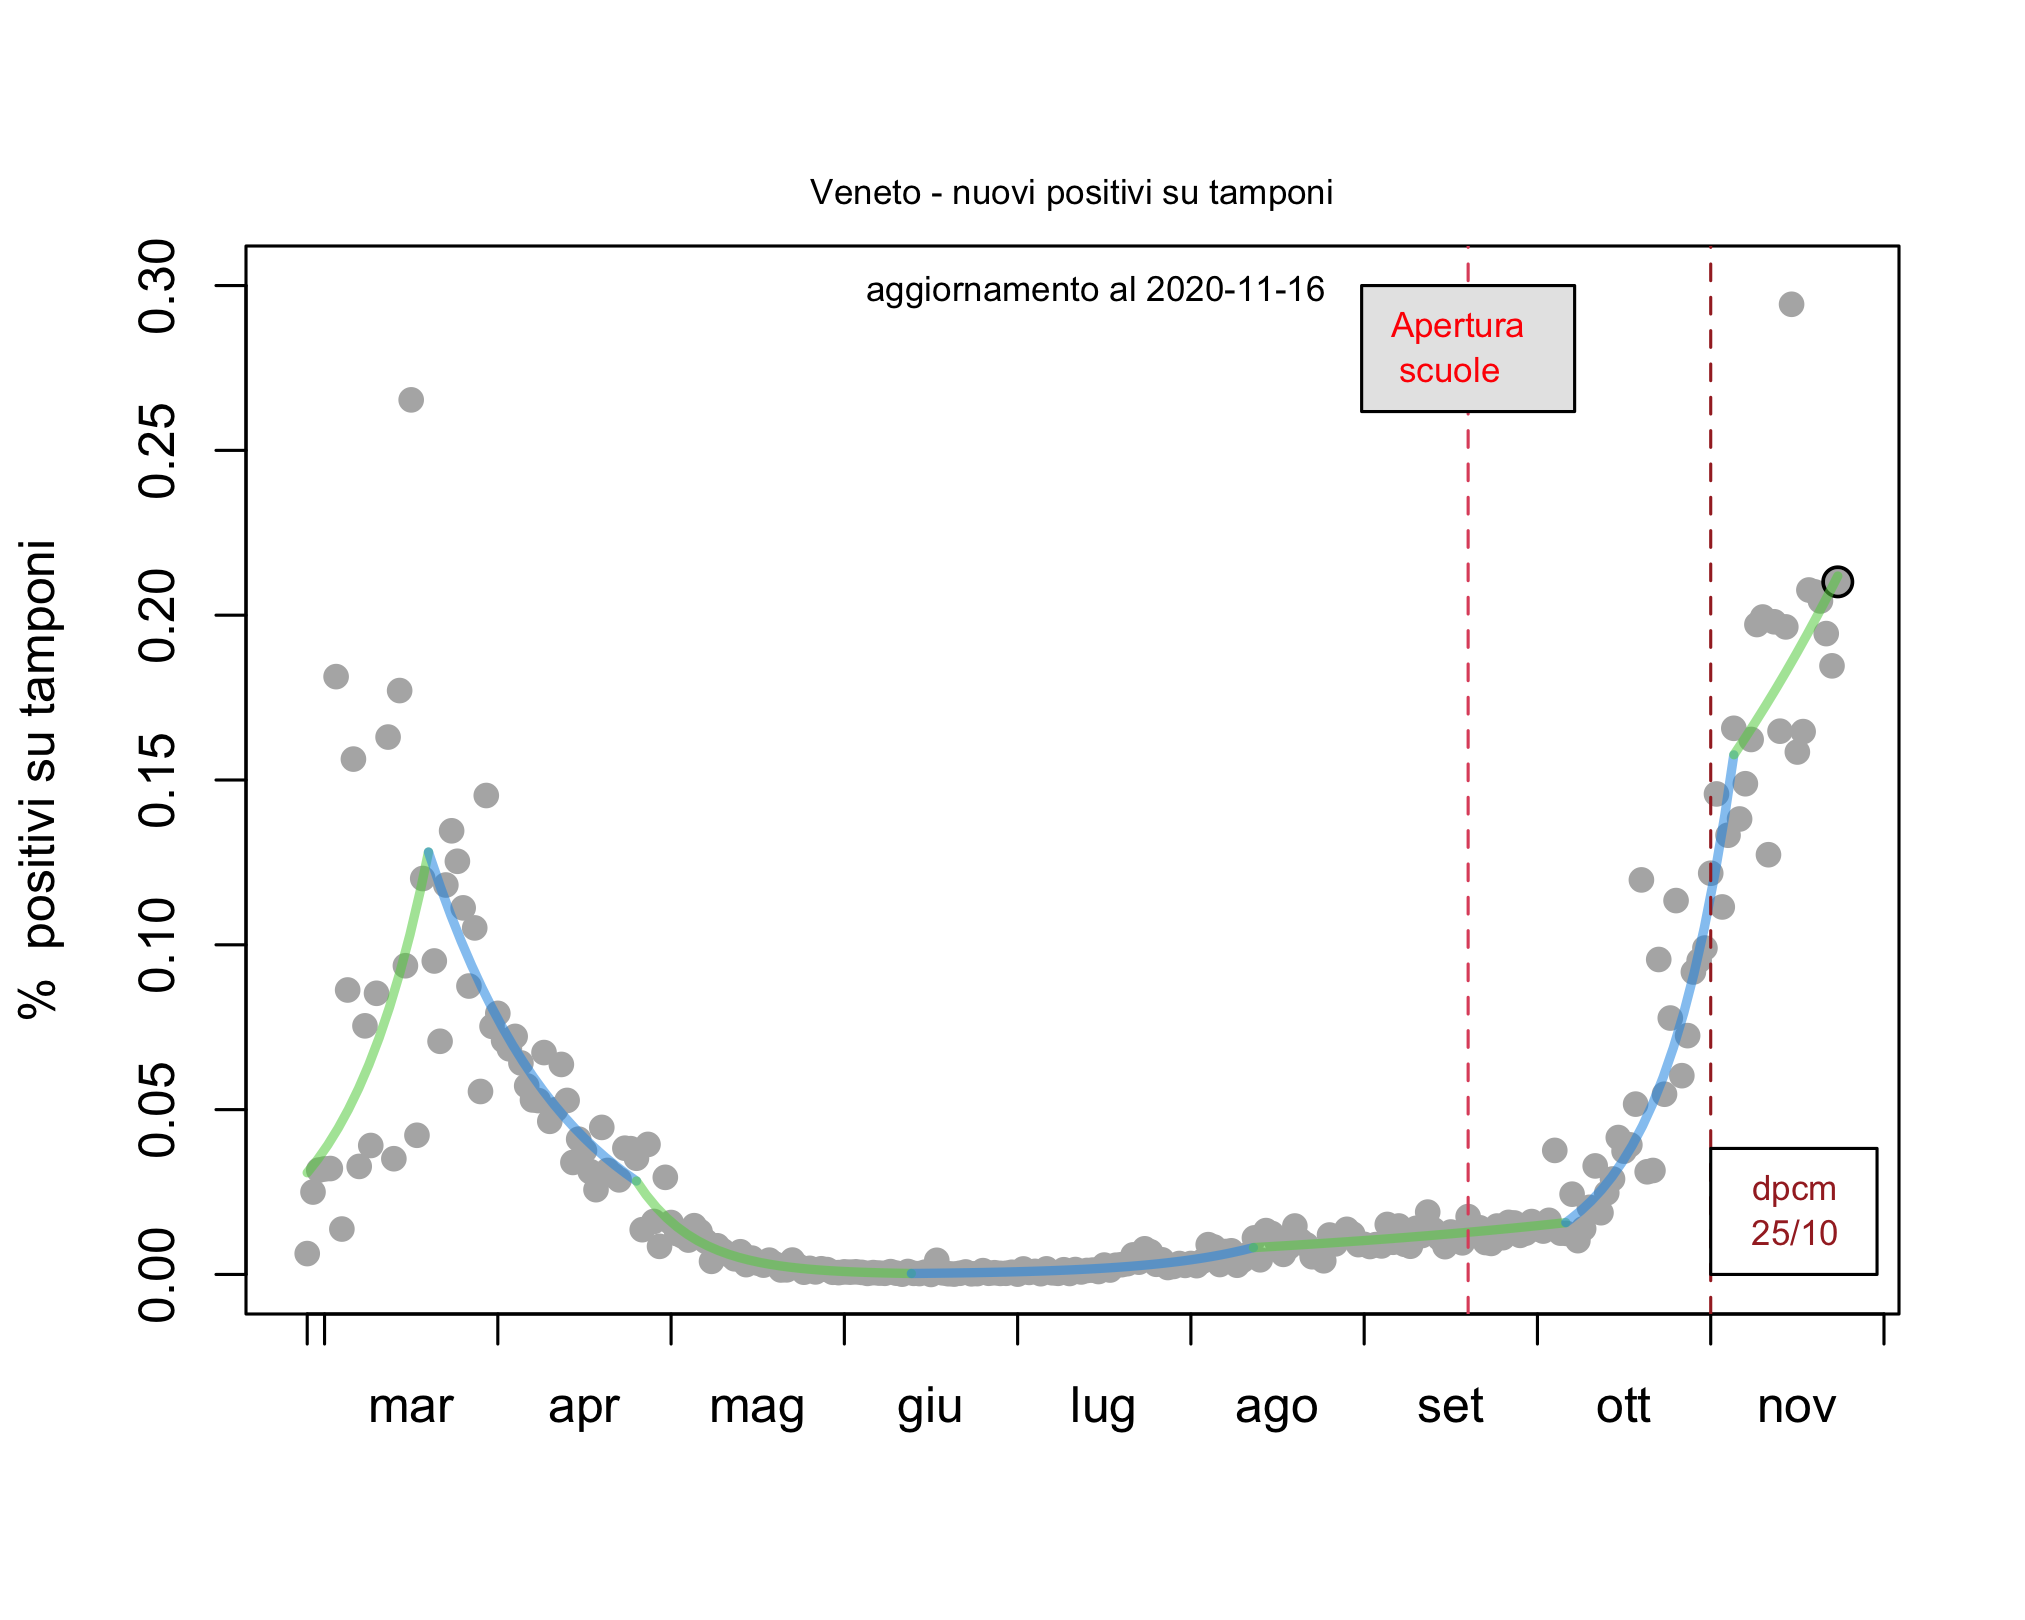 Veneto - nuovi positivi su tamponi
aggiornamento al 2020-11-16
Apertura
scuole
% positivi su tamponi
0.30
0.25
0.20
0.15
0.10
0.05
0.00
dpcm
25/10
mar apr mag giu lug ago set ott nov